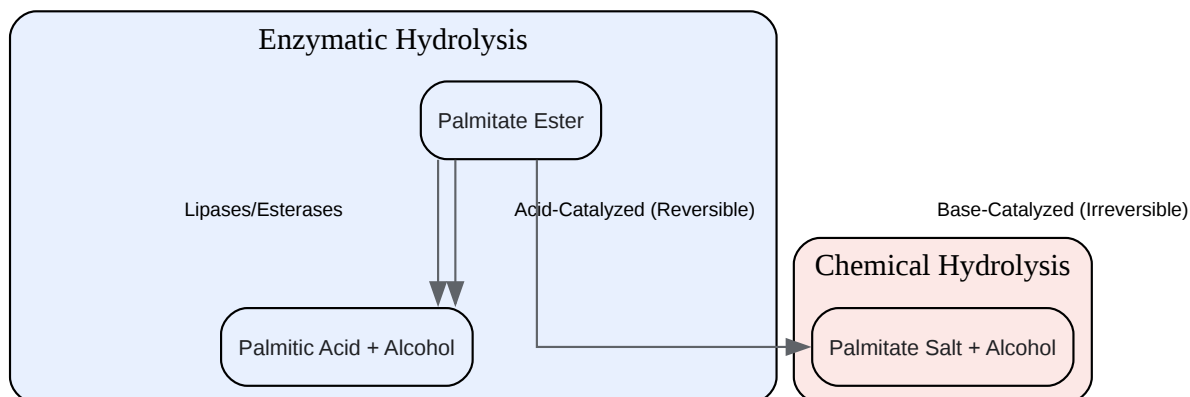 Enzymatic Hydrolysis
Palmitate Ester
Lipases/Esterases
Acid-Catalyzed (Reversible)
Base-Catalyzed (Irreversible)
Chemical Hydrolysis
Palmitic Acid + Alcohol
Palmitate Salt + Alcohol